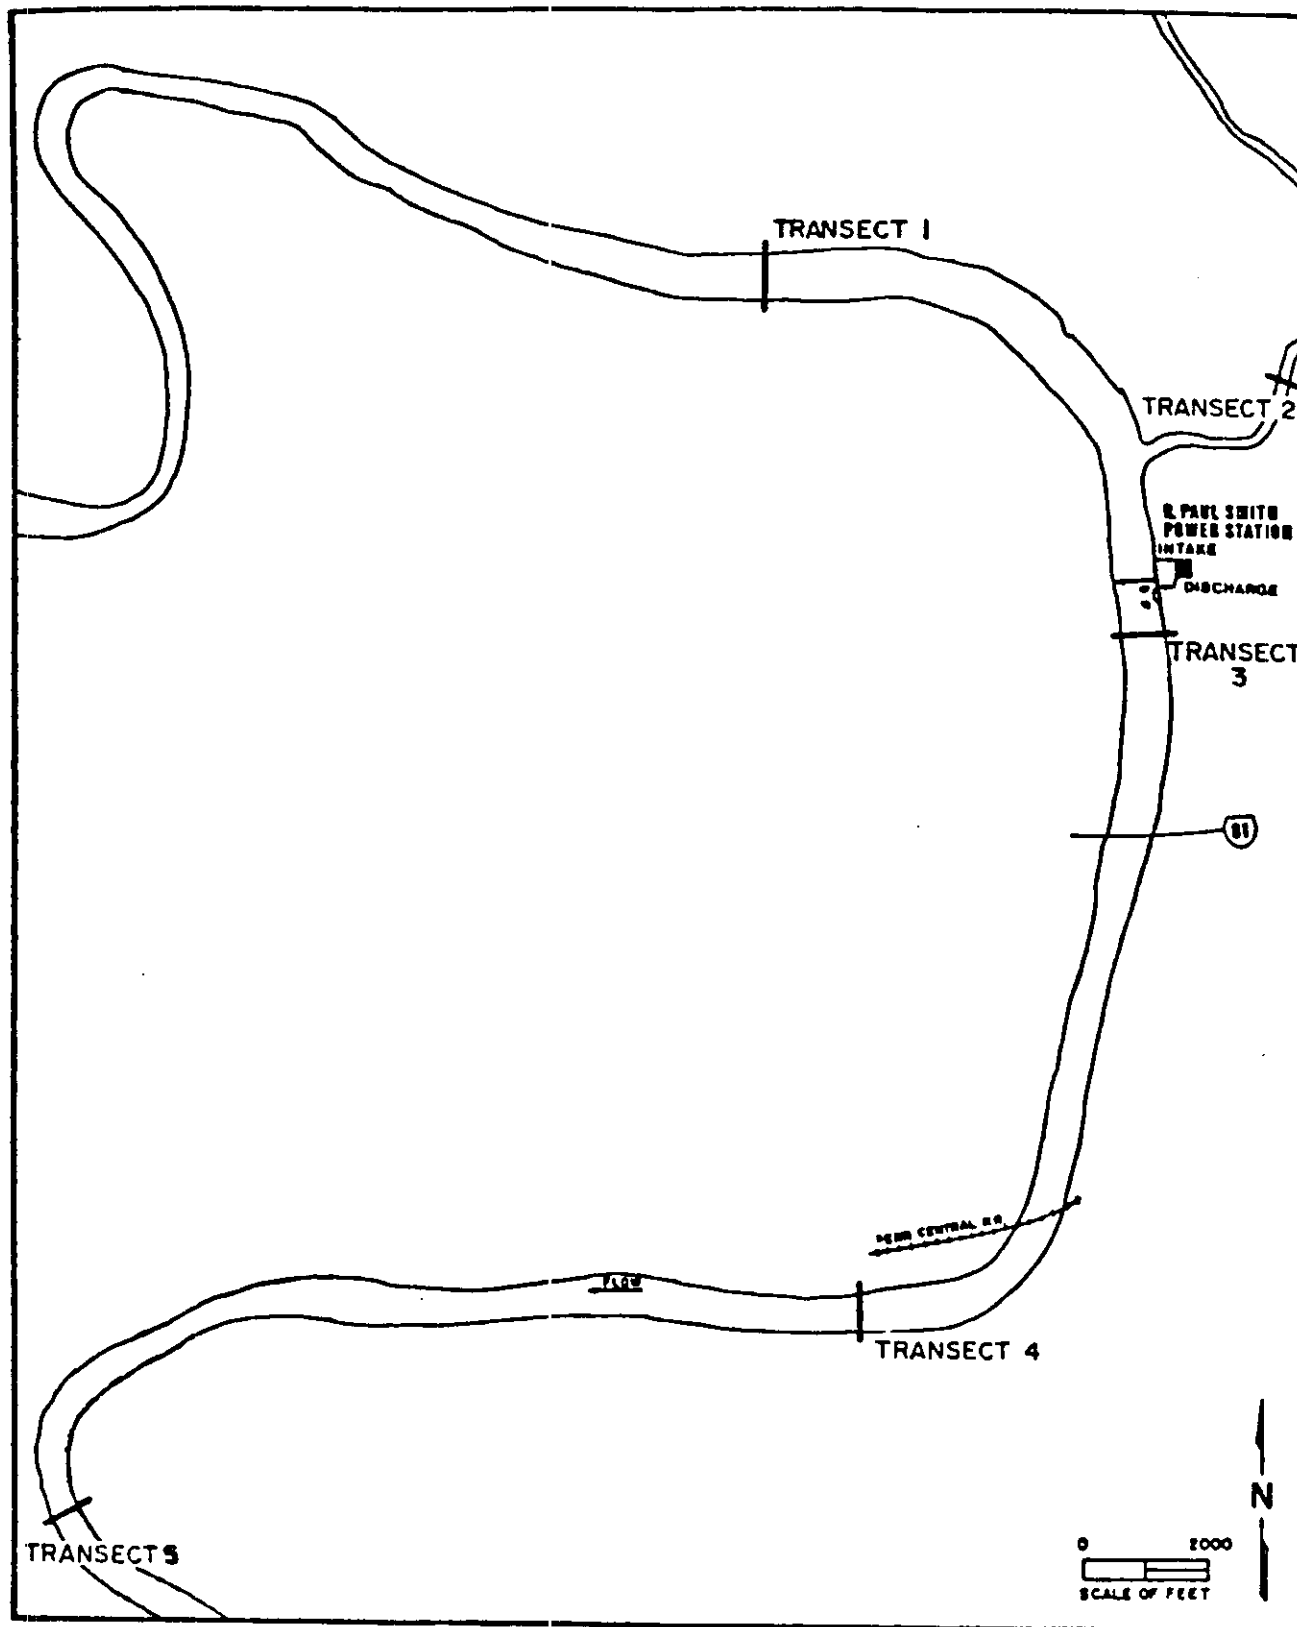 TRANSECT 1
TRANSECT 2
R. PAUL SMITH
POWER STATION
INTAKE
DISCHARGE
TRANSECT
3
81
PENN CENTRAL R.R.
FLOW
TRANSECT 4
TRANSECT 5
N
0 2000
SCALE OF FEET